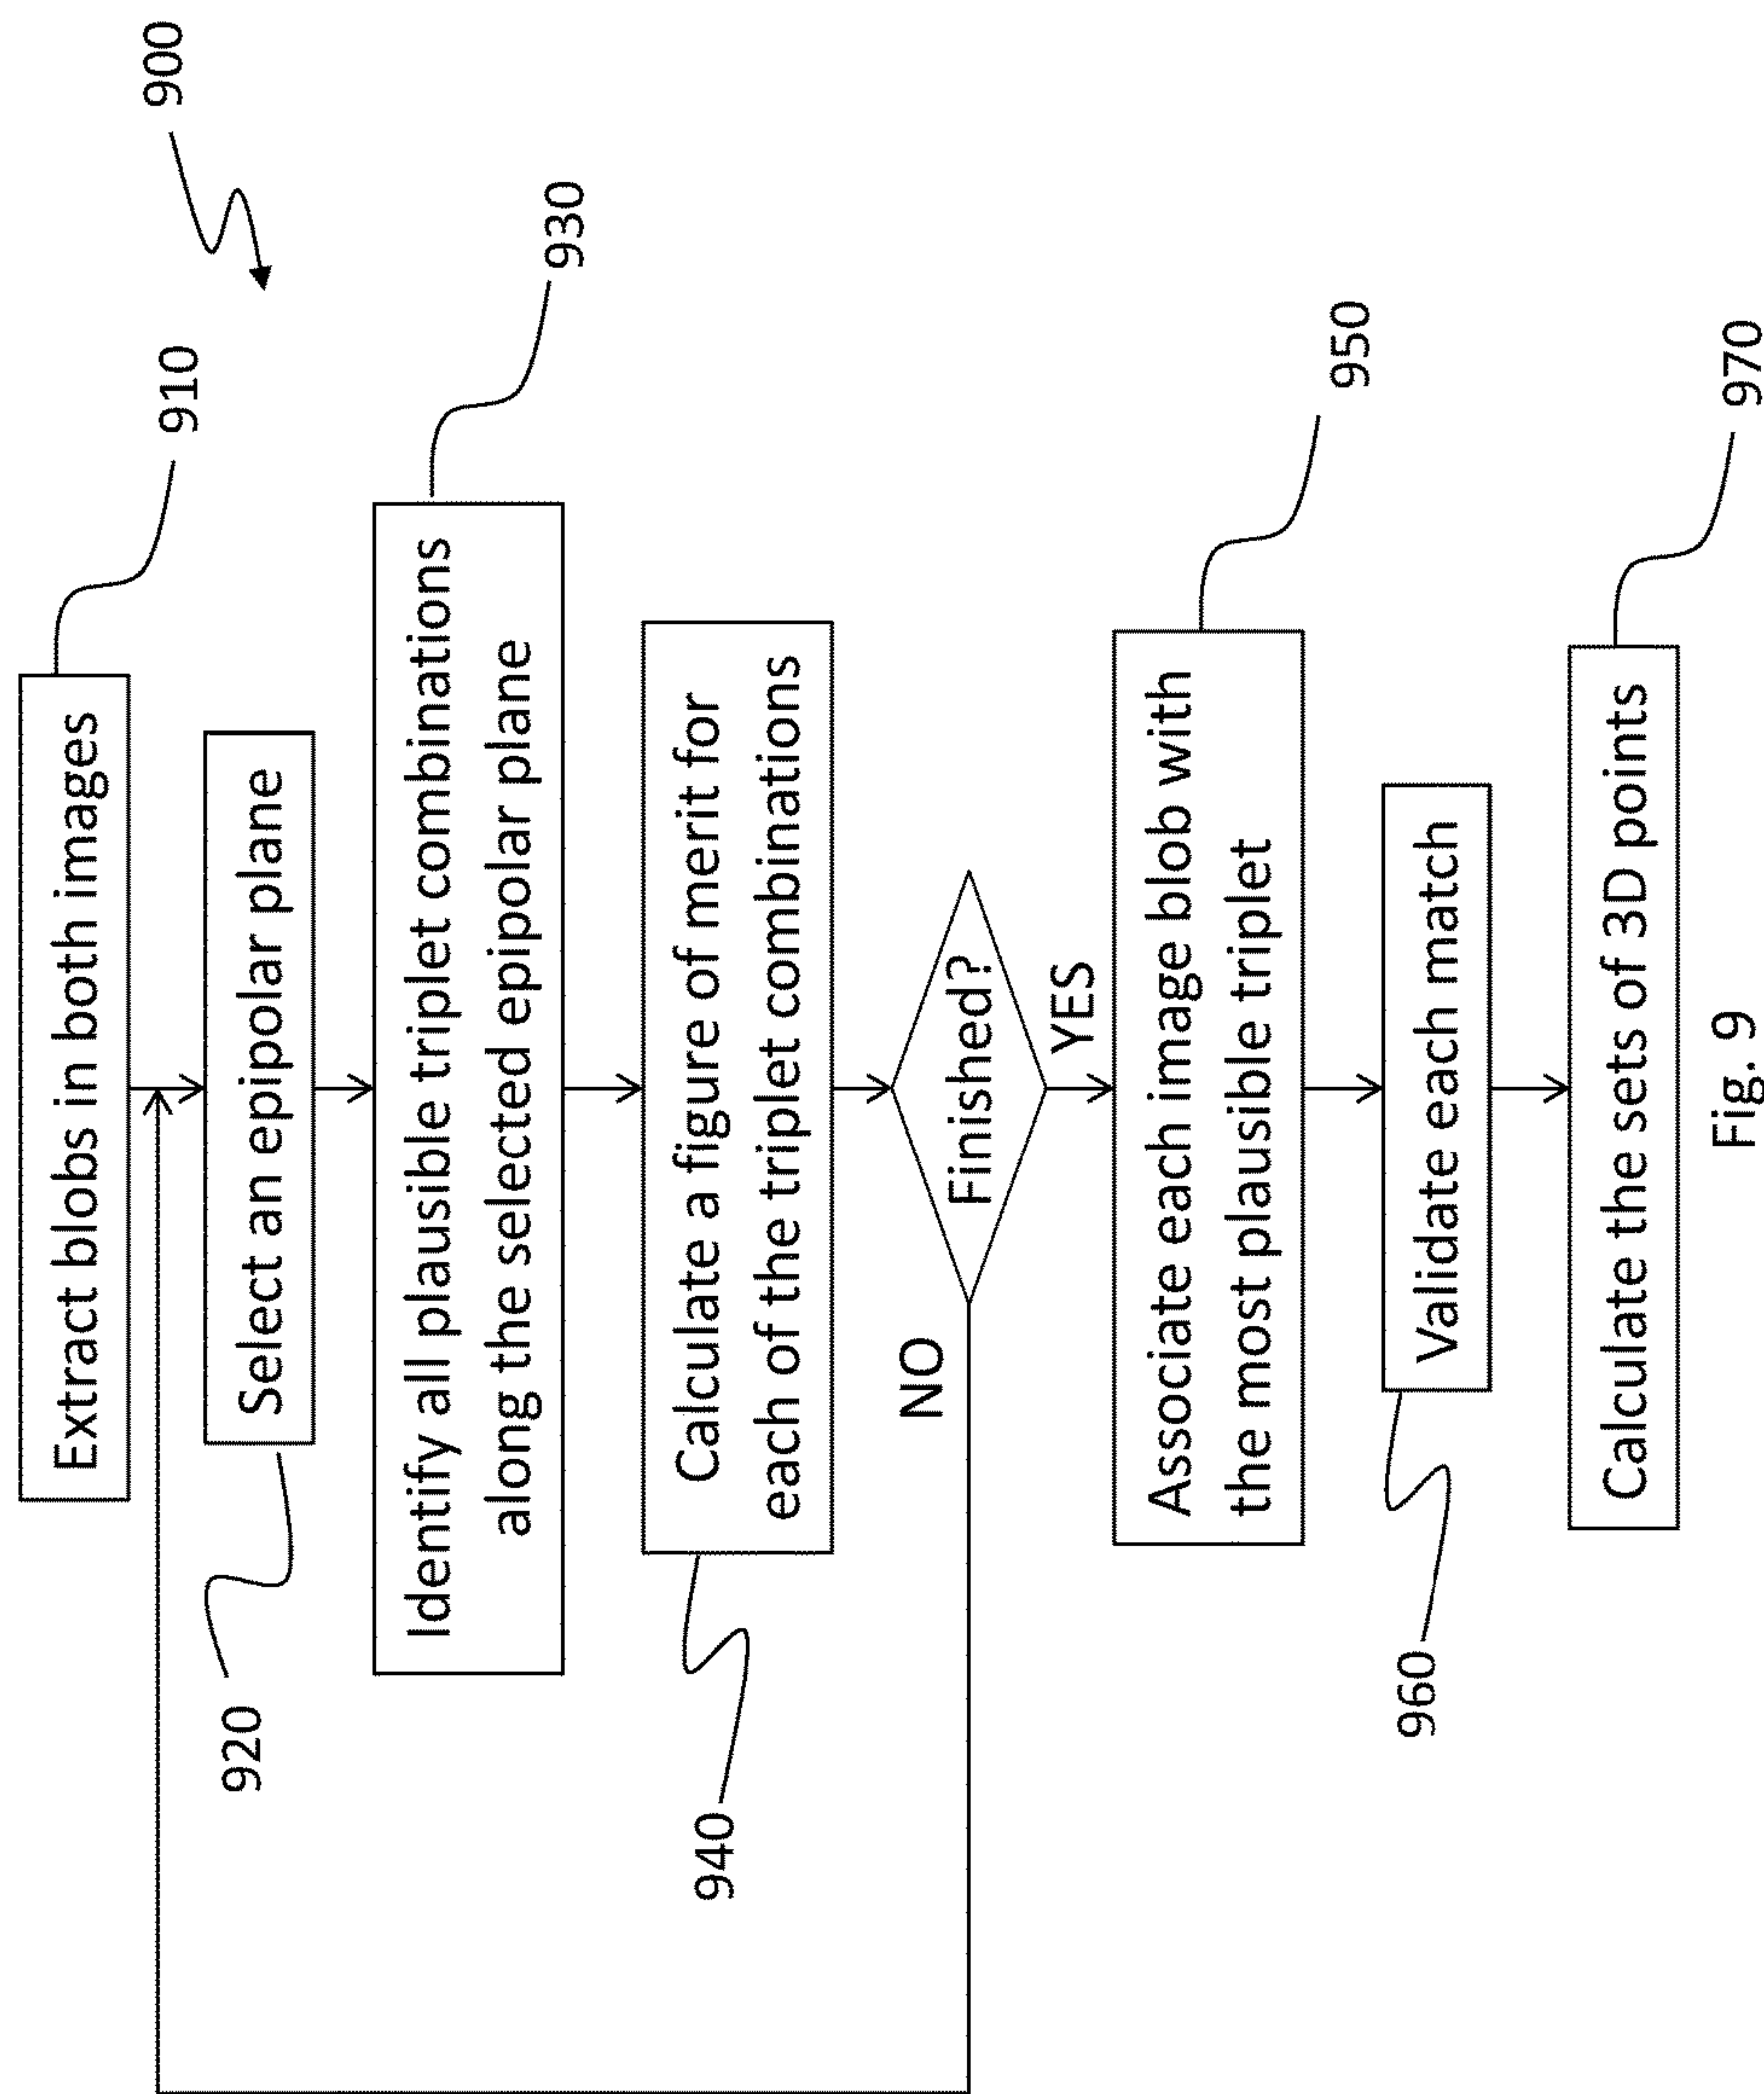 900
910
Extract blobs in both images
920
Select an epipolar plane
930
Identify all plausible triplet combinations
along the selected epipolar plane
940
Calculate a figure of merit for
each of the triplet combinations
Finished?
NO
YES
950
Associate each image blob with
the most plausible triplet
960
Validate each match
970
Calculate the sets of 3D points
Fig. 9